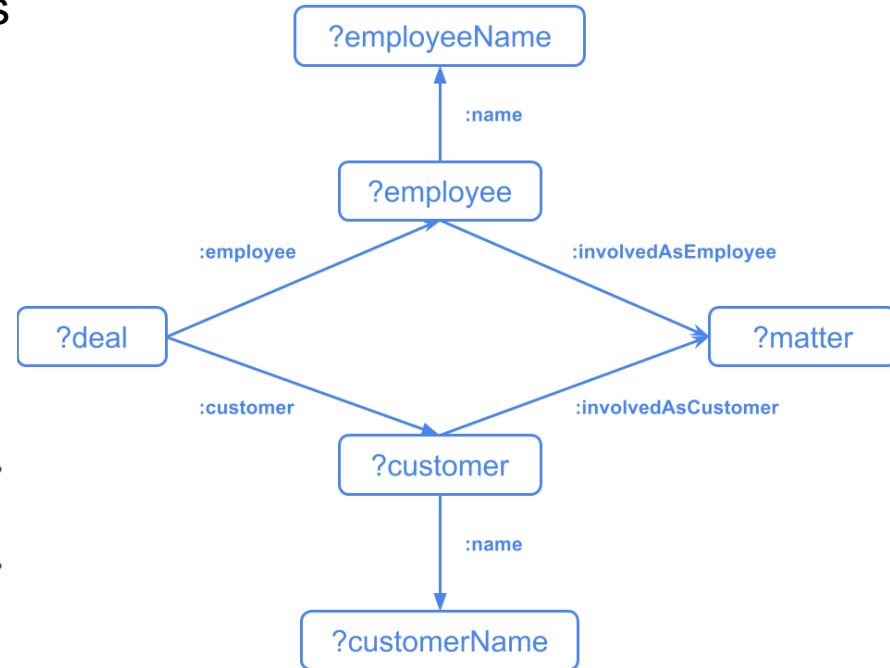 s
?employeeName
:name
?employee
:employee
:involvedAsEmployee
?deal
?matter
:customer
:involvedAsCustomer
?customer
:name
?customerName